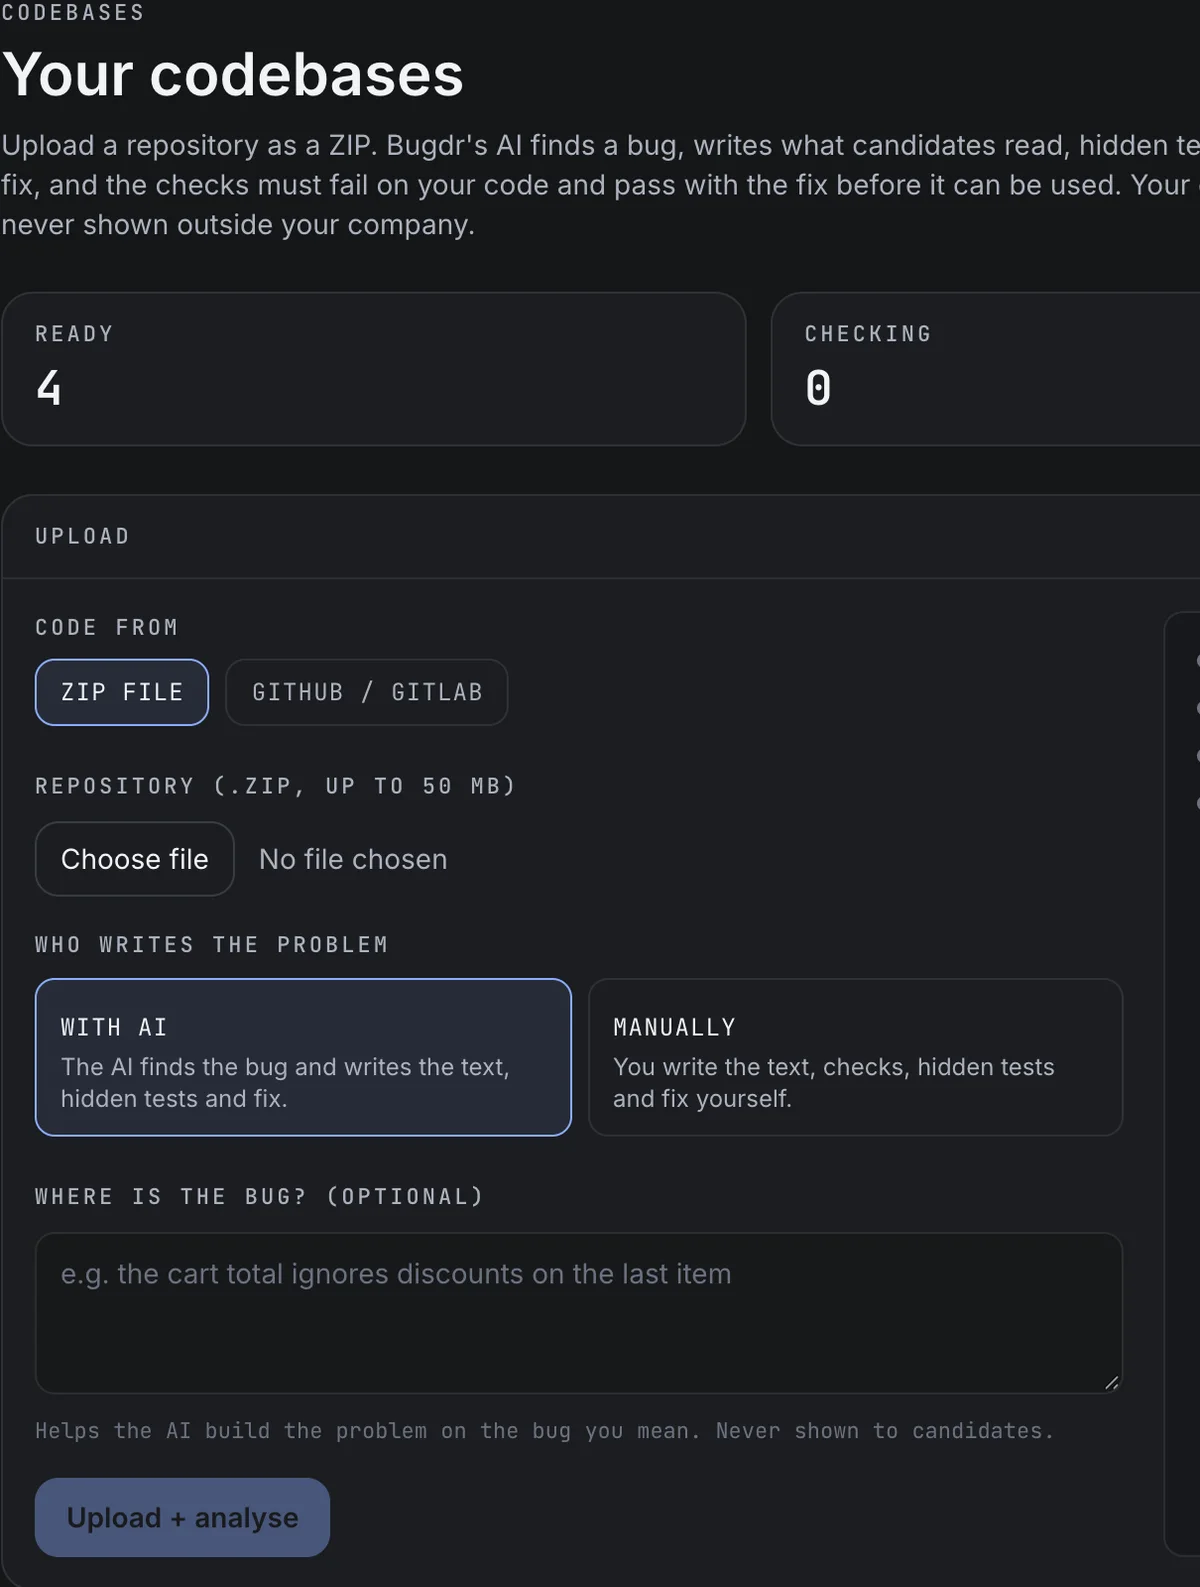 CODEBASES
Your codebases
Upload a repository as a ZIP. Bugdr's AI finds a bug, writes what candidates read, hidden te
fix, and the checks must fail on your code and pass with the fix before it can be used. Your
never shown outside your company.
READY
CHECKING
4
0
UPLOAD
CODE FROM
ZIP FILE
GITHUB / GITLAB
REPOSITORY (.ZIP, UP TO 50 MB)
Choose file
No file chosen
WHO WRITES THE PROBLEM
WITH AI
The AI finds the bug and writes the text,
hidden tests and fix.
MANUALLY
You write the text, checks, hidden tests
and fix yourself.
WHERE IS THE BUG? (OPTIONAL)
e.g. the cart total ignores discounts on the last item
Helps the AI build the problem on the bug you mean. Never shown to candidates.
Upload + analyse